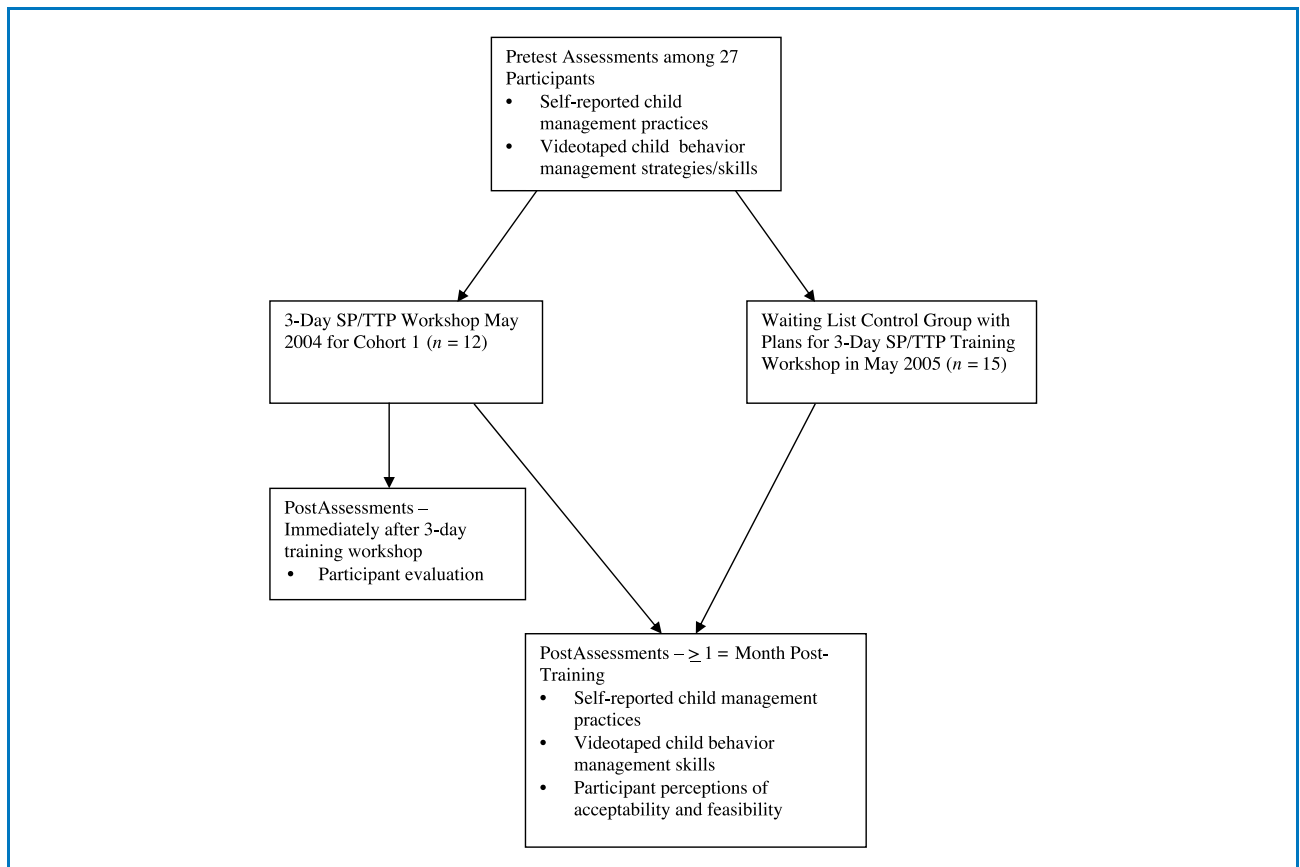 Pretest Assessments among 27
Participants
• Self-reported child
management practices
• Videotaped child behavior
management strategies/skills
3-Day SP/TTP Workshop May
2004 for Cohort 1 (n = 12)
Waiting List Control Group with
Plans for 3-Day SP/TTP Training
Workshop in May 2005 (n = 15)
PostAssessments –
Immediately after 3-day
training workshop
• Participant evaluation
PostAssessments – ≥ 1 = Month Post-
Training
• Self-reported child management
practices
• Videotaped child behavior
management skills
• Participant perceptions of
acceptability and feasibility